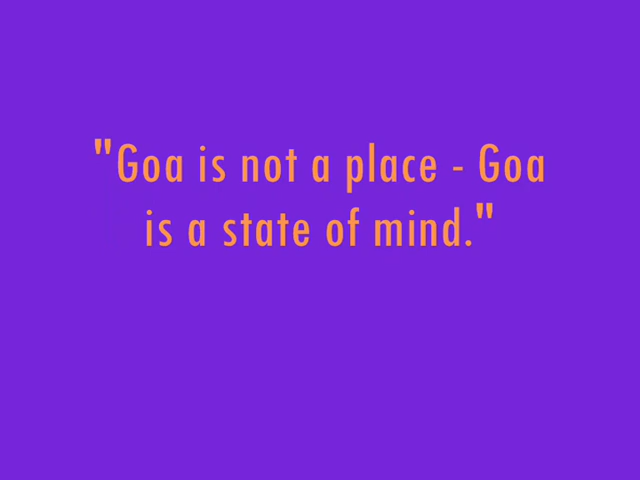 "Goa is not a place - Goa
is a state of mind."